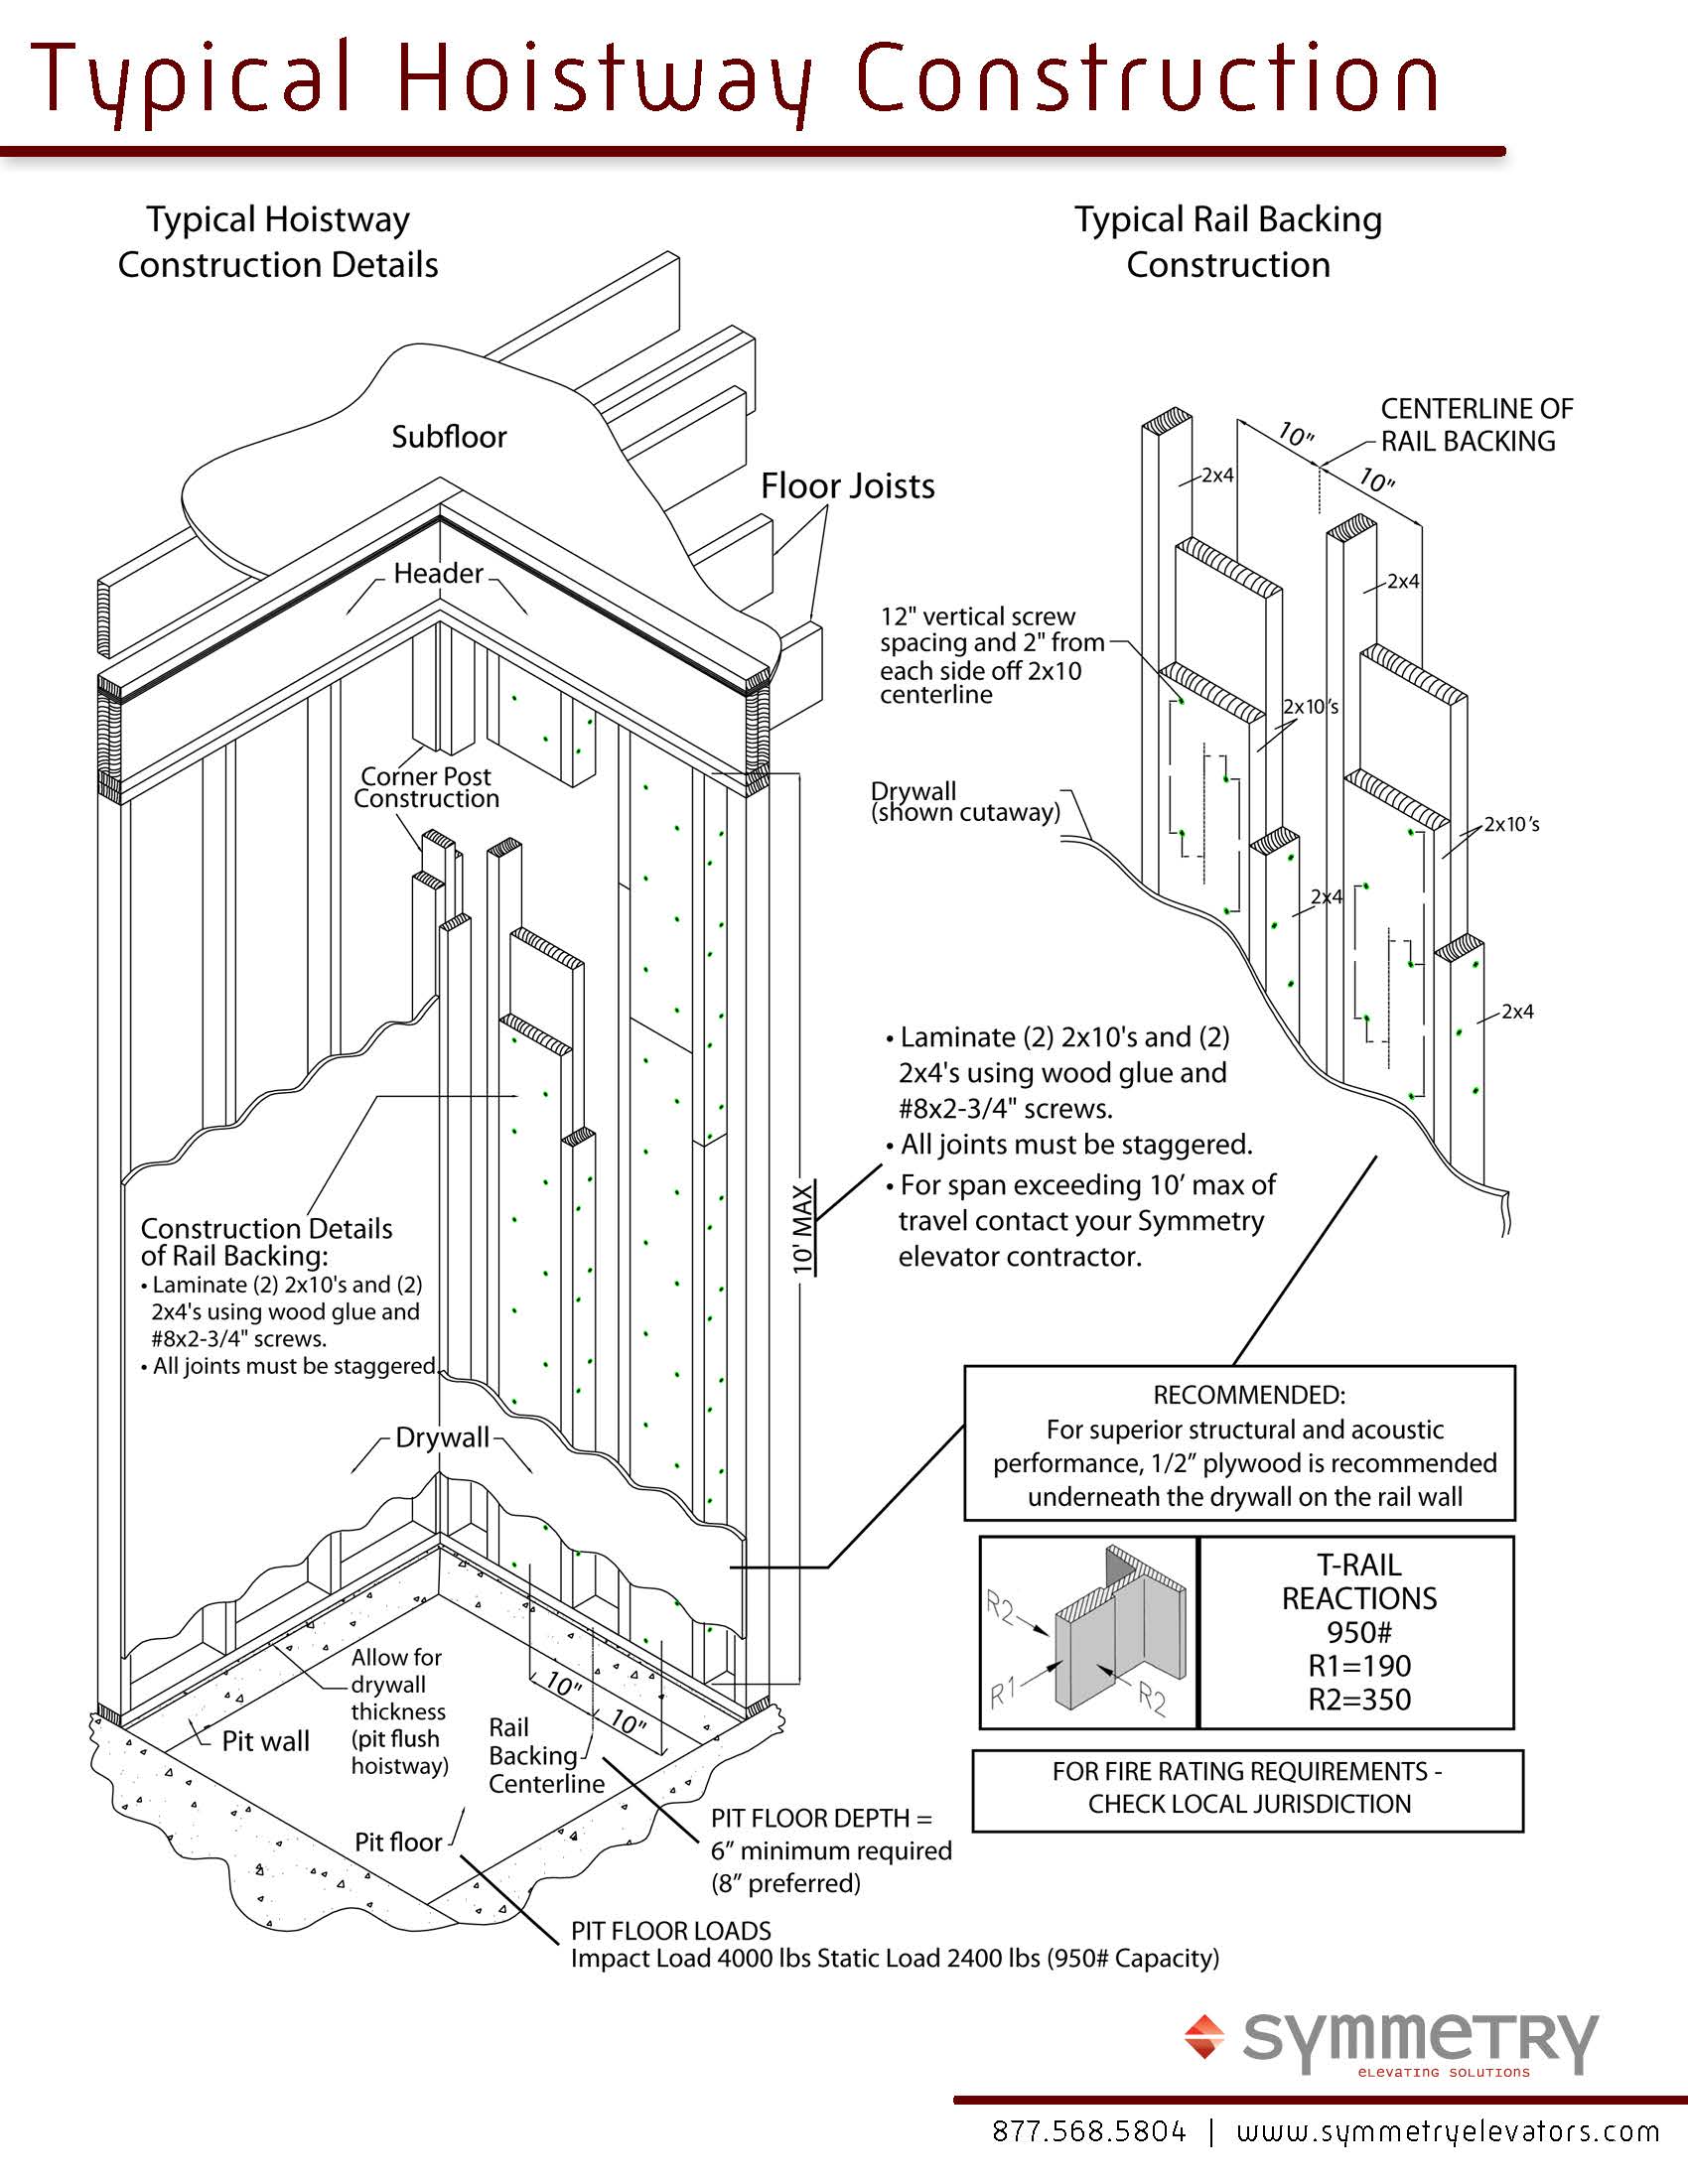 Typical Hoistway Construction
Typical Hoistway
Construction Details
Typical Rail Backing
Construction
Subfloor
Floor Joists
Header
Corner Post
Construction
Construction Details
of Rail Backing:
• Laminate (2) 2x10's and (2)
2x4's using wood glue and
#8x2-3/4" screws.
• All joints must be staggered.
Drywall
Allow for
drywall
thickness
(pit flush
hoistway)
Pit wall
Pit floor
10"
10"
Rail
Backing
Centerline
10' MAX
CENTERLINE OF
RAIL BACKING
10"
10"
2x4
2x4
12" vertical screw
spacing and 2" from
each side off 2x10
centerline
2x10's
Drywall
(shown cutaway)
2x10's
2x4
2x4
• Laminate (2) 2x10's and (2)
2x4's using wood glue and
#8x2-3/4" screws.
• All joints must be staggered.
• For span exceeding 10’ max of
travel contact your Symmetry
elevator contractor.
RECOMMENDED:
For superior structural and acoustic
performance, 1/2” plywood is recommended
underneath the drywall on the rail wall
R2
R1
R2
T-RAIL
REACTIONS
950#
R1=190
R2=350
FOR FIRE RATING REQUIREMENTS -
CHECK LOCAL JURISDICTION
PIT FLOOR DEPTH =
6” minimum required
(8” preferred)
PIT FLOOR LOADS
Impact Load 4000 lbs Static Load 2400 lbs (950# Capacity)
SYMMETRY
ELEVATING SOLUTIONS
877.568.5804 | www.symmetryelevators.com